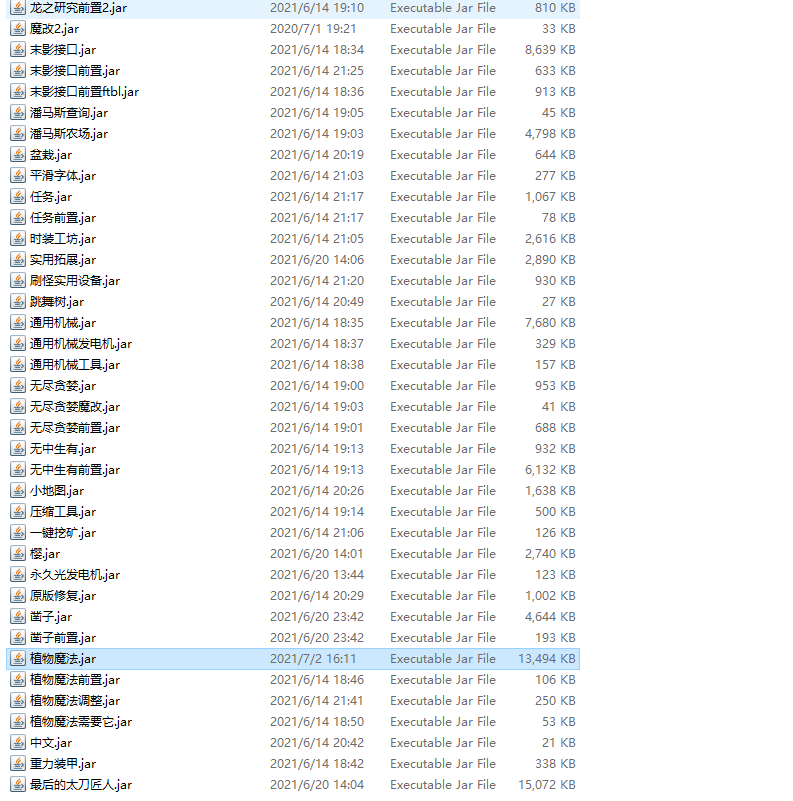 龙之研究前置2.jar 2021/6/14 19:10 Executable Jar File 810 KB
魔改2.jar 2020/7/1 19:21 Executable Jar File 33 KB
末影接口.jar 2021/6/14 18:34 Executable Jar File 8,639 KB
末影接口前置.jar 2021/6/14 21:25 Executable Jar File 633 KB
末影接口前置ftbl.jar 2021/6/14 18:36 Executable Jar File 913 KB
潘马斯查询.jar 2021/6/14 19:05 Executable Jar File 45 KB
潘马斯农场.jar 2021/6/14 19:03 Executable Jar File 4,798 KB
盆栽.jar 2021/6/14 20:19 Executable Jar File 644 KB
平滑字体.jar 2021/6/14 21:03 Executable Jar File 277 KB
任务.jar 2021/6/14 21:17 Executable Jar File 1,067 KB
任务前置.jar 2021/6/14 21:17 Executable Jar File 78 KB
时装工坊.jar 2021/6/14 21:05 Executable Jar File 2,616 KB
实用拓展.jar 2021/6/20 14:06 Executable Jar File 2,890 KB
刷怪实用设备.jar 2021/6/14 21:20 Executable Jar File 930 KB
跳舞树.jar 2021/6/14 20:49 Executable Jar File 27 KB
通用机械.jar 2021/6/14 18:35 Executable Jar File 7,680 KB
通用机械发电机.jar 2021/6/14 18:37 Executable Jar File 329 KB
通用机械工具.jar 2021/6/14 18:38 Executable Jar File 157 KB
无尽贪婪.jar 2021/6/14 19:00 Executable Jar File 953 KB
无尽贪婪魔改.jar 2021/6/14 19:03 Executable Jar File 41 KB
无尽贪婪前置.jar 2021/6/14 19:01 Executable Jar File 688 KB
无中生有.jar 2021/6/14 19:13 Executable Jar File 932 KB
无中生有前置.jar 2021/6/14 19:13 Executable Jar File 6,132 KB
小地图.jar 2021/6/14 20:26 Executable Jar File 1,638 KB
压缩工具.jar 2021/6/14 19:14 Executable Jar File 500 KB
一键挖矿.jar 2021/6/14 21:06 Executable Jar File 126 KB
樱.jar 2021/6/20 14:01 Executable Jar File 2,740 KB
永久光发电机.jar 2021/6/20 13:44 Executable Jar File 123 KB
原版修复.jar 2021/6/14 20:29 Executable Jar File 1,002 KB
凿子.jar 2021/6/20 23:42 Executable Jar File 4,644 KB
凿子前置.jar 2021/6/20 23:42 Executable Jar File 193 KB
植物魔法.jar 2021/7/2 16:11 Executable Jar File 13,494 KB
植物魔法前置.jar 2021/6/14 18:46 Executable Jar File 106 KB
植物魔法调整.jar 2021/6/14 21:41 Executable Jar File 250 KB
植物魔法需要它.jar 2021/6/14 18:50 Executable Jar File 53 KB
中文.jar 2021/6/14 20:42 Executable Jar File 21 KB
重力装甲.jar 2021/6/14 18:42 Executable Jar File 338 KB
最后的太刀匠人.jar 2021/6/20 14:04 Executable Jar File 15,072 KB